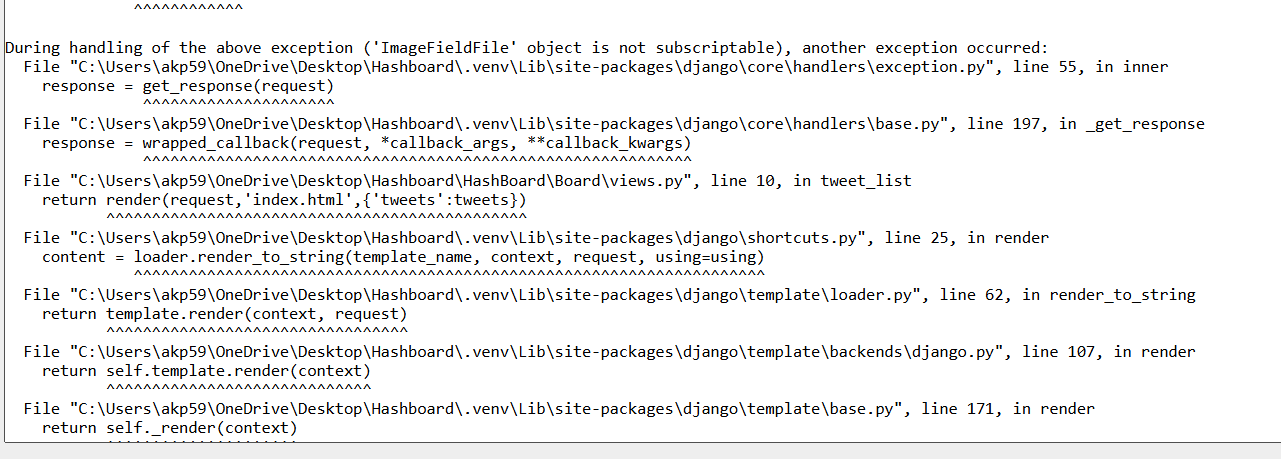 ^^^^^^^^^^^^
During handling of the above exception ('ImageFieldFile' object is not subscriptable), another exception occurred:
File "C:\Users\akp59\OneDrive\Desktop\Hashboard\.venv\Lib\site-packages\django\core\handlers\exception.py", line 55, in inner
response = get_response(request)
^^^^^^^^^^^^^^^^^^^^^
File "C:\Users\akp59\OneDrive\Desktop\Hashboard\.venv\Lib\site-packages\django\core\handlers\base.py", line 197, in _get_response
response = wrapped_callback(request, *callback_args, **callback_kwargs)
^^^^^^^^^^^^^^^^^^^^^^^^^^^^^^^^^^^^^^^^^^^^^^^^^^^^^^^^^^^^
File "C:\Users\akp59\OneDrive\Desktop\Hashboard\HashBoard\Board\views.py", line 10, in tweet_list
return render(request,'index.html',{'tweets':tweets})
^^^^^^^^^^^^^^^^^^^^^^^^^^^^^^^^^^^^^^^^^^^^^^
File "C:\Users\akp59\OneDrive\Desktop\Hashboard\.venv\Lib\site-packages\django\shortcuts.py", line 25, in render
content = loader.render_to_string(template_name, context, request, using=using)
^^^^^^^^^^^^^^^^^^^^^^^^^^^^^^^^^^^^^^^^^^^^^^^^^^^^^^^^^^^^^^^^^^^^^
File "C:\Users\akp59\OneDrive\Desktop\Hashboard\.venv\Lib\site-packages\django\template\loader.py", line 62, in render_to_string
return template.render(context, request)
^^^^^^^^^^^^^^^^^^^^^^^^^^^^^^^^^
File "C:\Users\akp59\OneDrive\Desktop\Hashboard\.venv\Lib\site-packages\django\template\backends\django.py", line 107, in render
return self.template.render(context)
^^^^^^^^^^^^^^^^^^^^^^^^^^^^^
File "C:\Users\akp59\OneDrive\Desktop\Hashboard\.venv\Lib\site-packages\django\template\base.py", line 171, in render
return self._render(context)
^^^^^^^^^^^^^^^^^^^^^